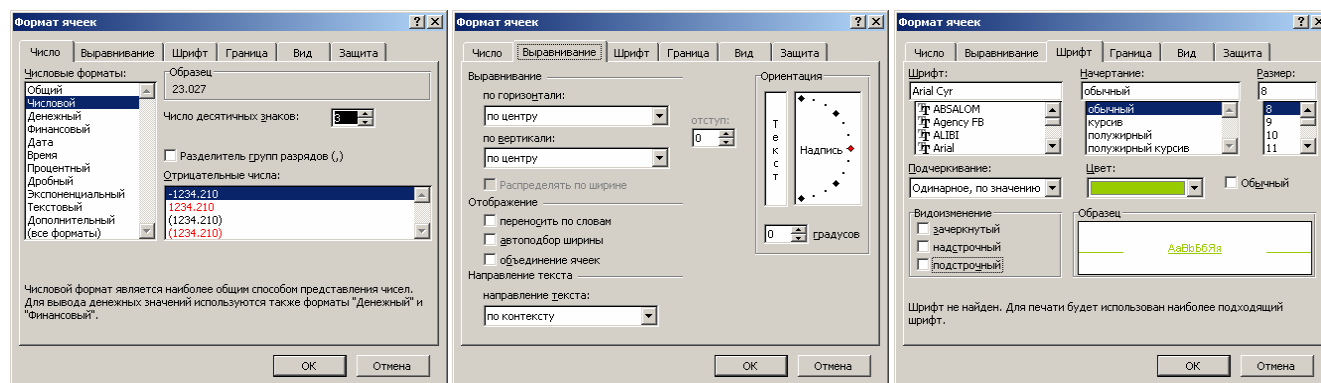 Формат ячеек
Число Выравнивание Шрифт Граница Вид Защита
Числовые форматы:
Общий
Числовой
Денежный
Финансовый
Дата
Время
Процентный
Дробный
Экспоненциальный
Текстовый
Дополнительный
(все форматы)
Образец
23.027
Число десятичных знаков: 3
Разделитель групп разрядов (,)
Отрицательные числа:
-1234.210
1234.210
(1234.210)
(1234.210)
Числовой формат является наиболее общим способом представления чисел.
Для вывода денежных значений используются также форматы "Денежный" и
"Финансовый".
OK Отмена
Формат ячеек
Число Выравнивание Шрифт Граница Вид Защита
Выравнивание
по горизонтали:
по центру
отступ:
0
по вертикали:
по центру
Распределять по ширине
Отображение
переносить по словам
автоподбор ширины
объединение ячеек
Направление текста
направление текста:
по контексту
Ориентация
Текст
Надпись
0 градусов
OK Отмена
Формат ячеек
Число Выравнивание Шрифт Граница Вид Защита
Шрифт:
Arial Cyr
ABSALOM
Agency FB
ALIBI
Arial
Начертание:
обычный
обычный
курсив
полужирный
полужирный курсив
Размер:
8
8
9
10
11
Подчеркивание:
Одинарное, по значению
Цвет:
Обычный
Видоизменение
зачеркнутый
надстрочный
подстрочный
Образец
AaBbБбЯя
Шрифт не найден. Для печати будет использован наиболее подходящий
шрифт.
OK Отмена